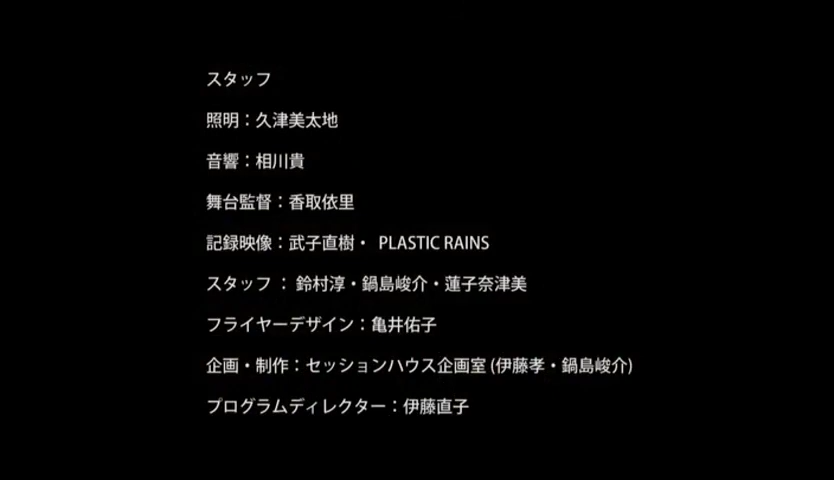 スタッフ
照明：久津美太地
音響：相川貴
舞台監督：香取依里
記録映像：武子直樹・ PLASTIC RAINS
スタッフ ： 鈴村淳・鍋島峻介・蓮子奈津美
フライヤーデザイン：亀井佑子
企画・制作：セッションハウス企画室 (伊藤孝・鍋島峻介)
プログラムディレクター：伊藤直子